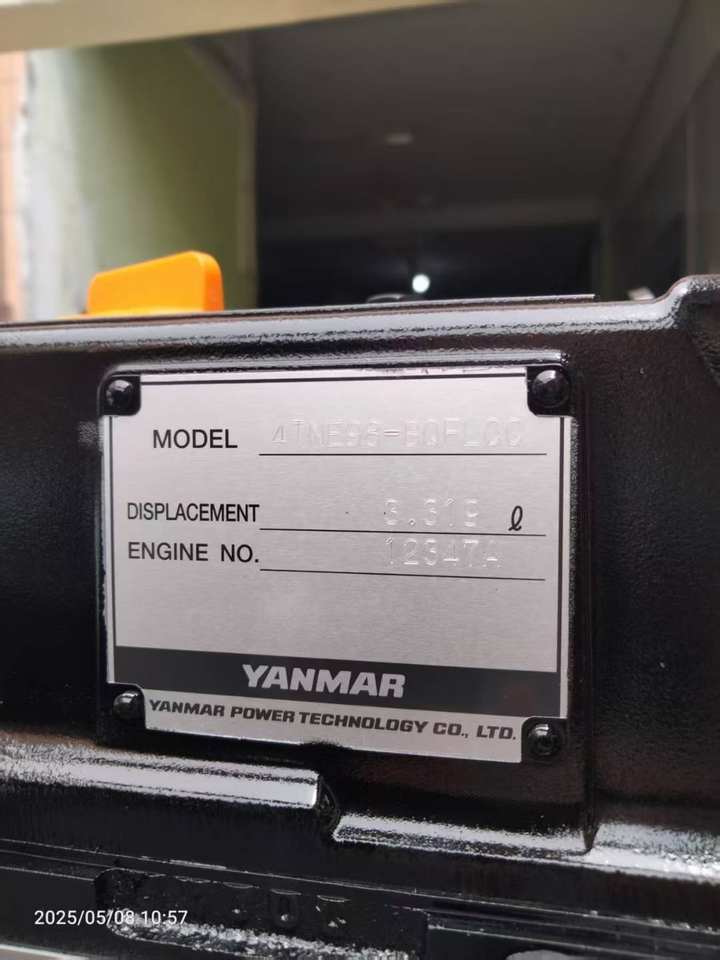 MODEL 4TNE98-BQFLCC
DISPLACEMENT 3.319 ℓ
ENGINE NO. 12347A
YANMAR
YANMAR POWER TECHNOLOGY CO., LTD.
2025/05/08 10:57